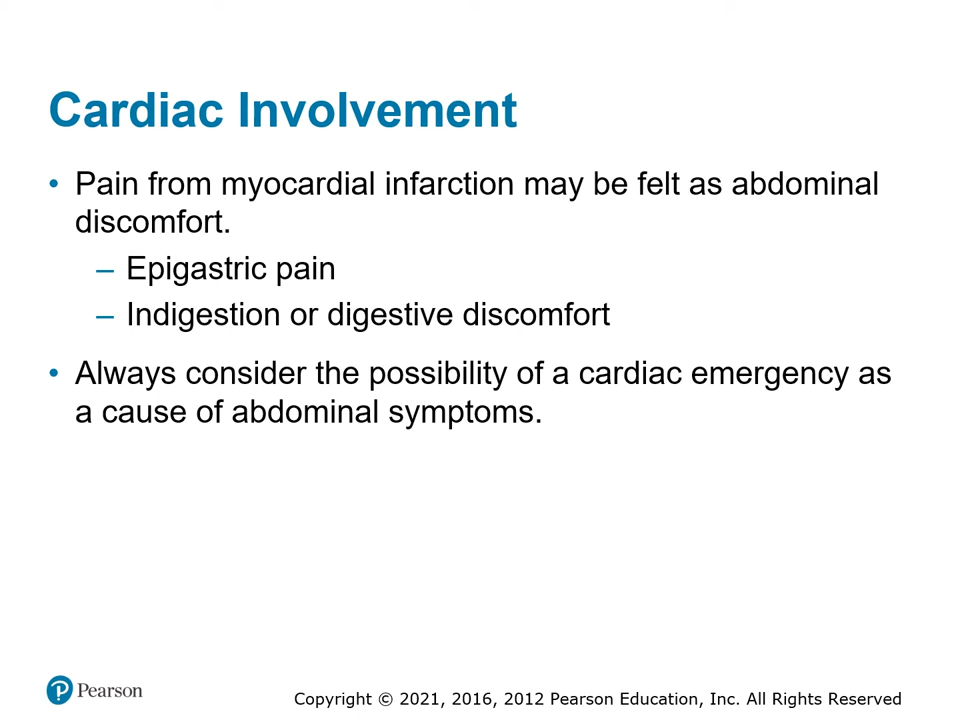 Cardiac Involvement
• Pain from myocardial infarction may be felt as abdominal
discomfort.
– Epigastric pain
– Indigestion or digestive discomfort
• Always consider the possibility of a cardiac emergency as
a cause of abdominal symptoms.
P Pearson
Copyright © 2021, 2016, 2012 Pearson Education, Inc. All Rights Reserved